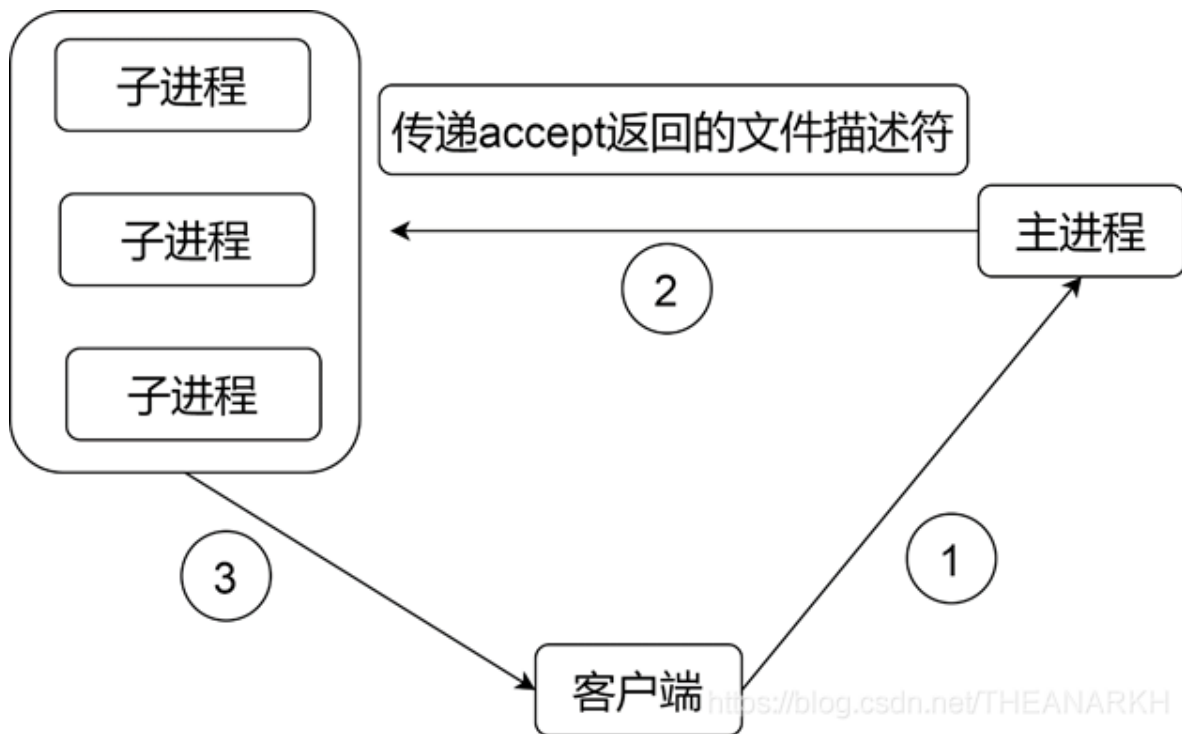 子进程
传递accept返回的文件描述符
子进程
主进程
2
子进程
3
1
客户端
https://blog.csdn.net/THEANARKH